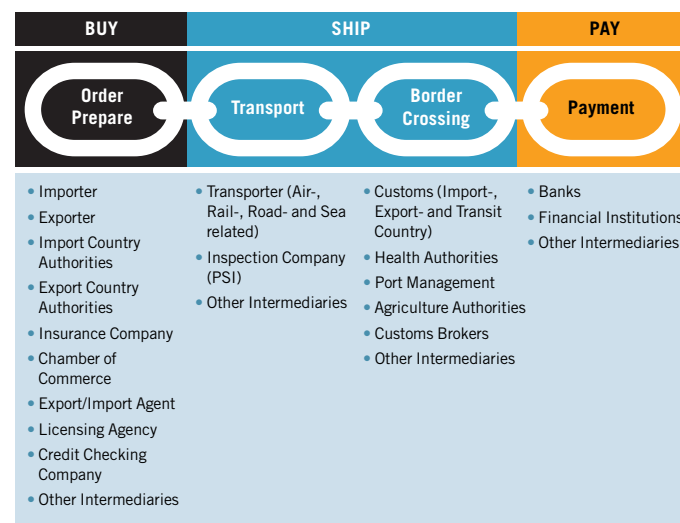 BUY
SHIP
PAY
Order
Prepare
Transport
Border
Crossing
Payment
• Importer
• Exporter
• Import Country
Authorities
• Export Country
Authorities
• Insurance Company
• Chamber of
Commerce
• Export/Import Agent
• Licensing Agency
• Credit Checking
Company
• Other Intermediaries
• Transporter (Air-,
Rail-, Road- and Sea
related)
• Inspection Company
(PSI)
• Other Intermediaries
• Customs (Import-,
Export- and Transit
Country)
• Health Authorities
• Port Management
• Agriculture Authorities
• Customs Brokers
• Other Intermediaries
• Banks
• Financial Institutions
• Other Intermediaries